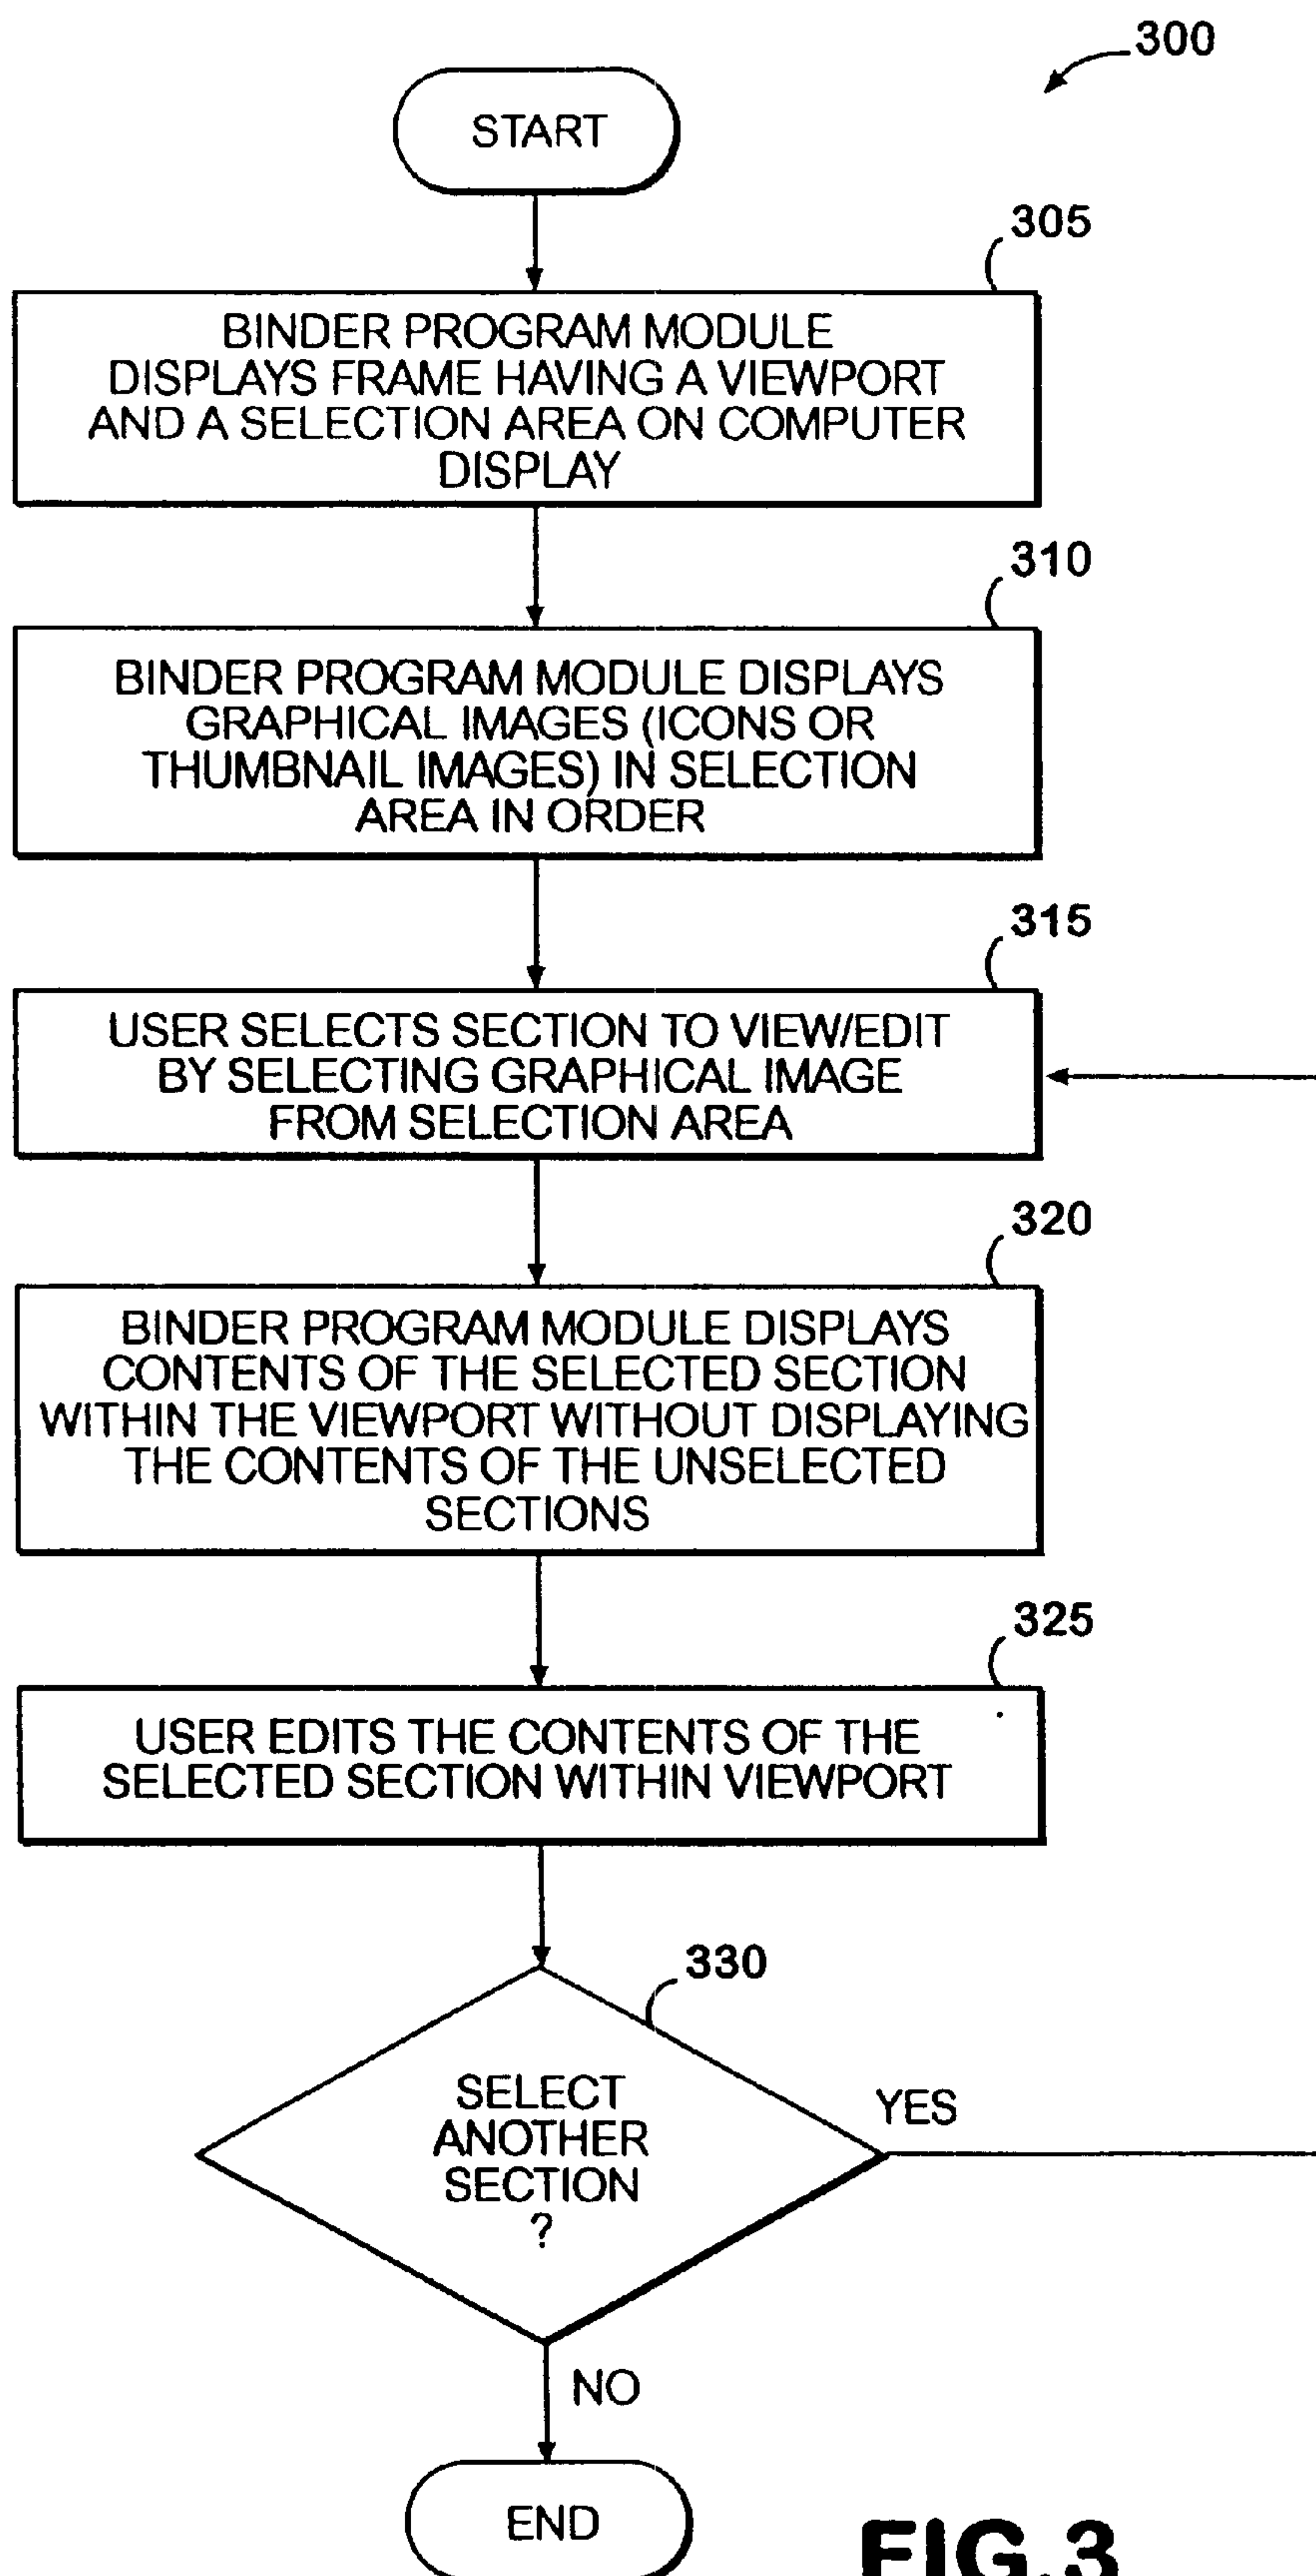 300
START
305
BINDER PROGRAM MODULE
DISPLAYS FRAME HAVING A VIEWPORT
AND A SELECTION AREA ON COMPUTER
DISPLAY
310
BINDER PROGRAM MODULE DISPLAYS
GRAPHICAL IMAGES (ICONS OR
THUMBNAIL IMAGES) IN SELECTION
AREA IN ORDER
315
USER SELECTS SECTION TO VIEW/EDIT
BY SELECTING GRAPHICAL IMAGE
FROM SELECTION AREA
320
BINDER PROGRAM MODULE DISPLAYS
CONTENTS OF THE SELECTED SECTION
WITHIN THE VIEWPORT WITHOUT DISPLAYING
THE CONTENTS OF THE UNSELECTED
SECTIONS
325
USER EDITS THE CONTENTS OF THE
SELECTED SECTION WITHIN VIEWPORT
330
SELECT
ANOTHER
SECTION
?
YES
NO
END
FIG.3